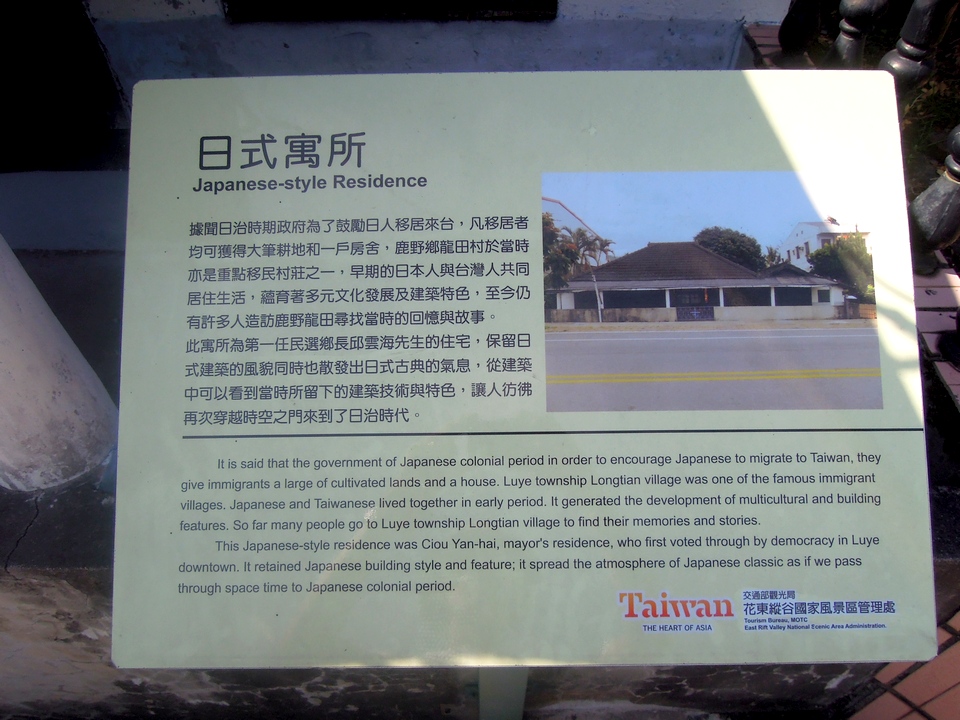 日式寓所
Japanese-style Residence
據聞日治時期政府為了鼓勵日人移居來台，凡移居者
均可獲得大筆耕地和一戶房舍，鹿野鄉龍田村於當時
亦是重點移民村莊之一，早期的日本人與台灣人共同
居住生活，蘊育著多元文化發展及建築特色，至今仍
有許多人造訪鹿野龍田尋找當時的回憶與故事。
此寓所為第一任民選鄉長邱雲海先生的住宅，保留日
式建築的風貌同時也散發出日式古典的氣息，從建築
中可以看到當時所留下的建築技術與特色，讓人彷彿
再次穿越時空之門來到了日治時代。
It is said that the government of Japanese colonial period in order to encourage Japanese to migrate to Taiwan, they
give immigrants a large of cultivated lands and a house. Luye township Longtian village was one of the famous immigrant
villages. Japanese and Taiwanese lived together in early period. It generated the development of multicultural and building
features. So far many people go to Luye township Longtian village to find their memories and stories.
This Japanese-style residence was Ciou Yan-hai, mayor's residence, who first voted through by democracy in Luye
downtown. It retained Japanese building style and feature; it spread the atmosphere of Japanese classic as if we pass
through space time to Japanese colonial period.
Taiwan
THE HEART OF ASIA
交通部觀光局
花東縱谷國家風景區管理處
Tourism Bureau, MOTC
East Rift Valley National Ecenic Area Administration.